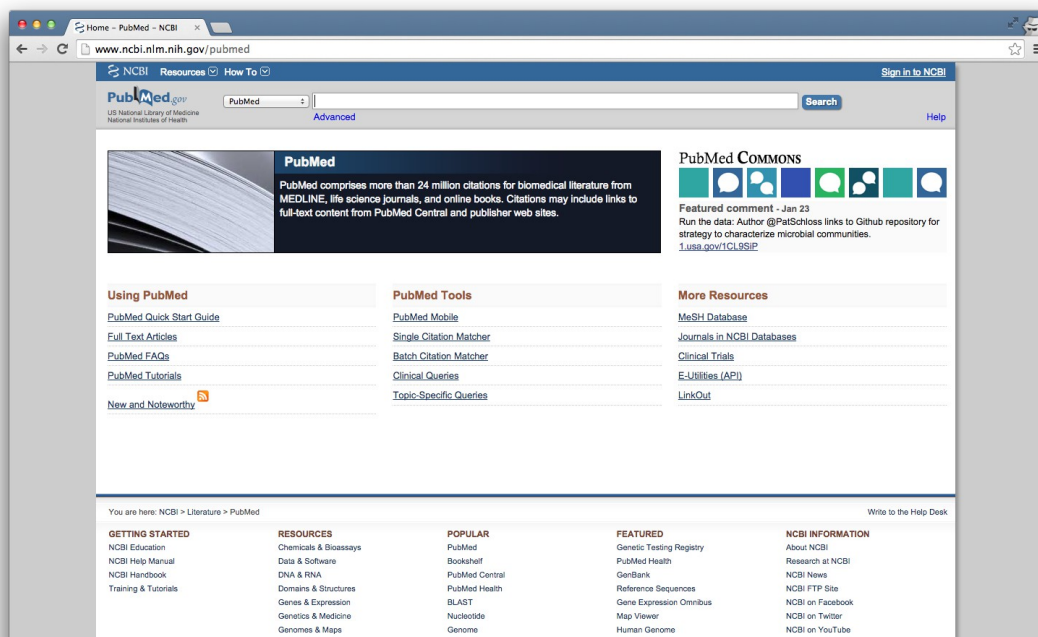 Home - PubMed - NCBI
www.ncbi.nlm.nih.gov/pubmed
NCBI Resources How To Sign in to NCBI
PubMed.gov
US National Library of Medicine
National Institutes of Health
PubMed
Search
Advanced
Help
PubMed
PubMed comprises more than 24 million citations for biomedical literature from
MEDLINE, life science journals, and online books. Citations may include links to
full-text content from PubMed Central and publisher web sites.
PubMed Commons
Featured comment - Jan 23
Run the data: Author @PatSchloss links to Github repository for
strategy to characterize microbial communities.
1.usa.gov/1CL9SiP
Using PubMed
PubMed Quick Start Guide
Full Text Articles
PubMed FAQs
PubMed Tutorials
New and Noteworthy
PubMed Tools
PubMed Mobile
Single Citation Matcher
Batch Citation Matcher
Clinical Queries
Topic-Specific Queries
More Resources
MeSH Database
Journals in NCBI Databases
Clinical Trials
E-Utilities (API)
LinkOut
You are here: NCBI > Literature > PubMed
Write to the Help Desk
GETTING STARTED
NCBI Education
NCBI Help Manual
NCBI Handbook
Training & Tutorials
RESOURCES
Chemicals & Bioassays
Data & Software
DNA & RNA
Domains & Structures
Genes & Expression
Genetics & Medicine
Genomes & Maps
POPULAR
PubMed
Bookshelf
PubMed Central
PubMed Health
BLAST
Nucleotide
Genome
FEATURED
Genetic Testing Registry
PubMed Health
GenBank
Reference Sequences
Gene Expression Omnibus
Map Viewer
Human Genome
NCBI INFORMATION
About NCBI
Research at NCBI
NCBI News
NCBI FTP Site
NCBI on Facebook
NCBI on Twitter
NCBI on YouTube